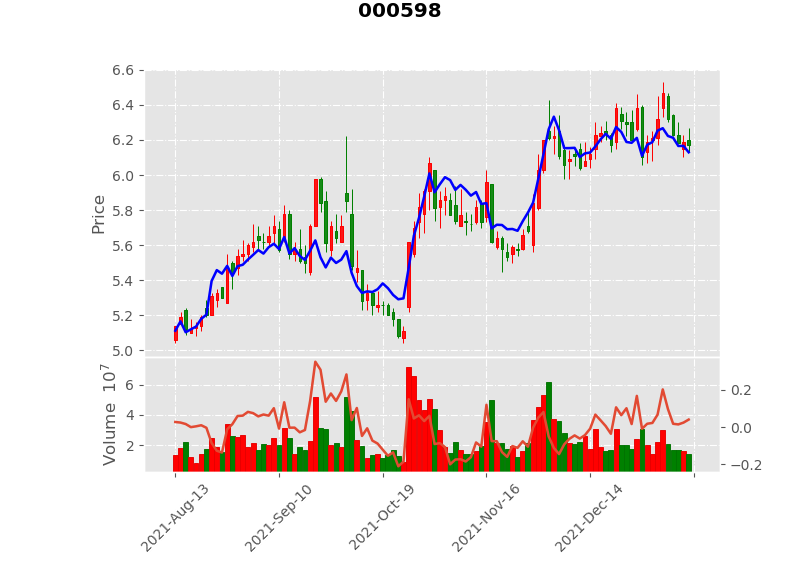 000598
6.6
6.4
6.2
6.0
5.8
5.6
5.4
5.2
5.0
Price
6
4
2
Volume 10^7
0.2
0.0
−0.2
2021-Aug-13
2021-Sep-10
2021-Oct-19
2021-Nov-16
2021-Dec-14